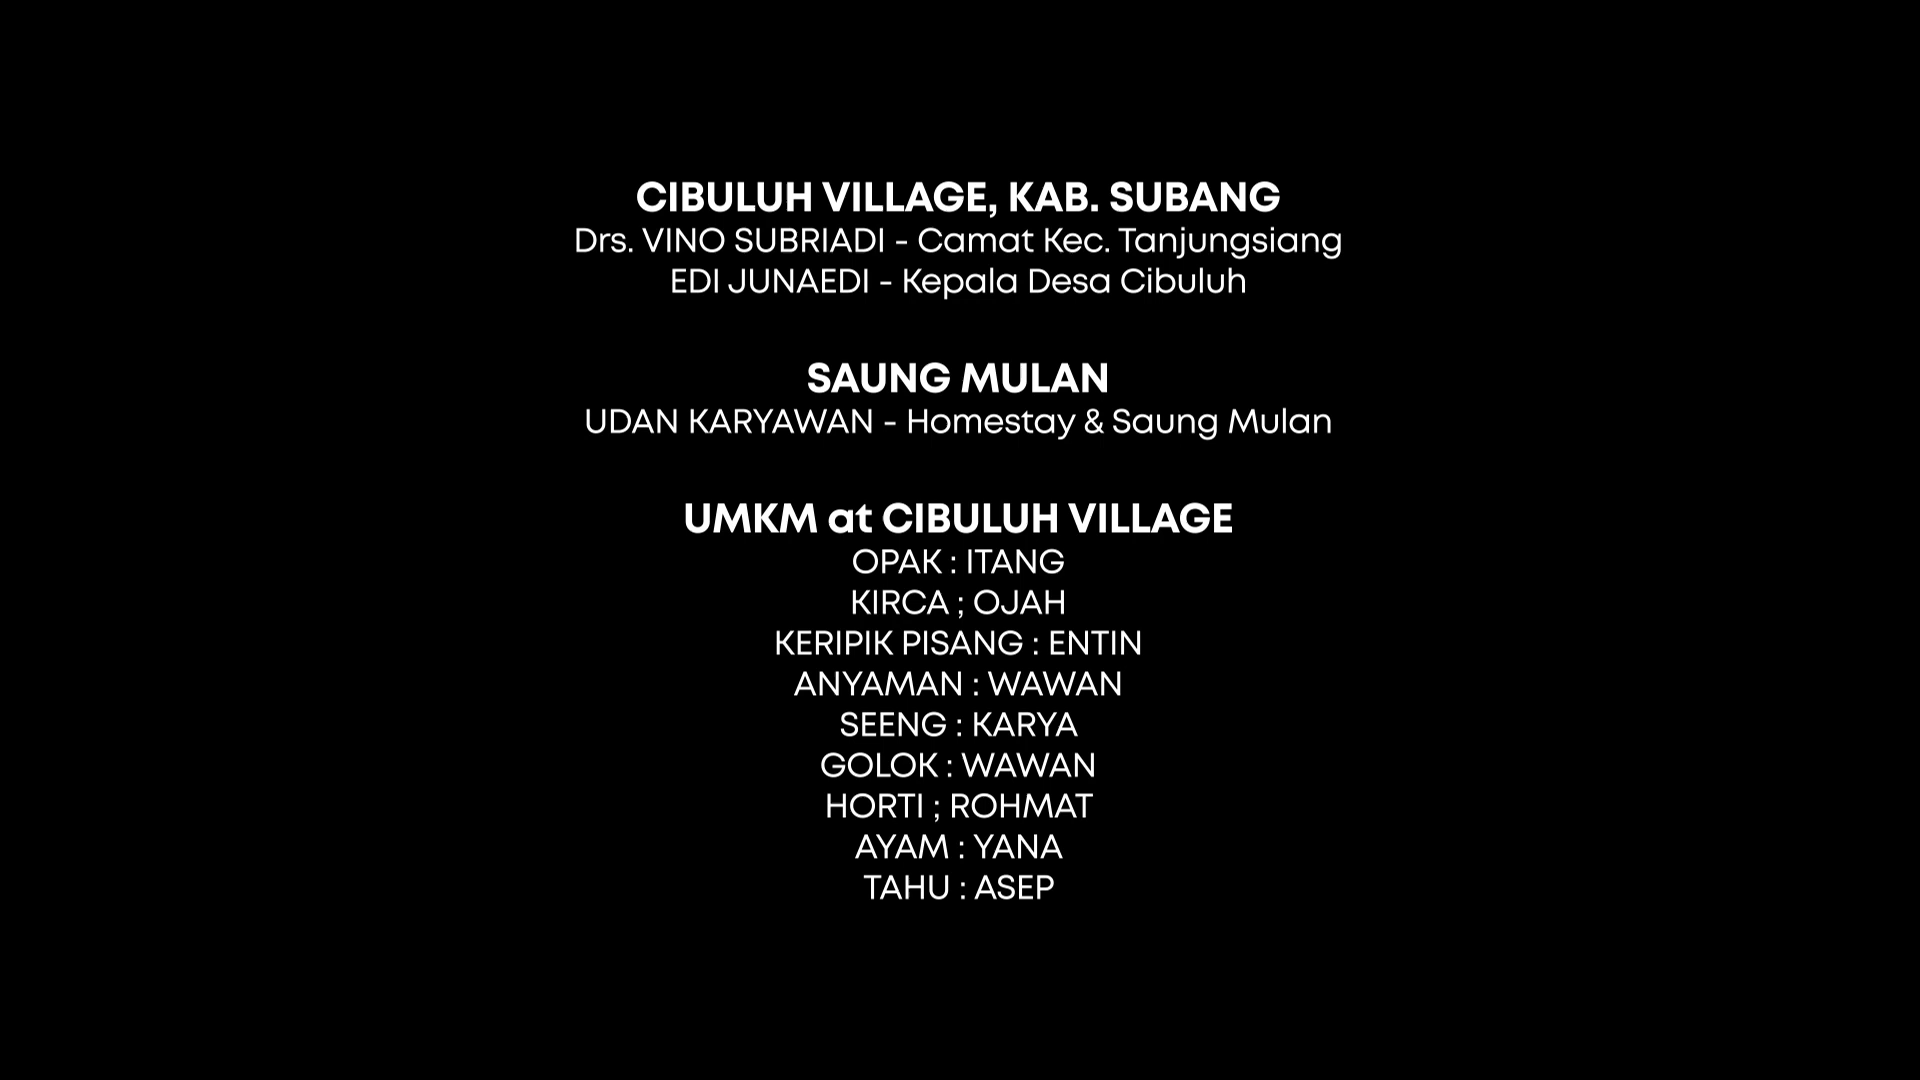 CIBULUH VILLAGE, KAB. SUBANG
Drs. VINO SUBRIADI - Camat Kec. Tanjungsiang
EDI JUNAEDI - Kepala Desa Cibuluh
SAUNG MULAN
UDAN KARYAWAN - Homestay & Saung Mulan
UMKM at CIBULUH VILLAGE
OPAK : ITANG
KIRCA ; OJAH
KERIPIK PISANG : ENTIN
ANYAMAN : WAWAN
SEENG : KARYA
GOLOK : WAWAN
HORTI ; ROHMAT
AYAM : YANA
TAHU : ASEP